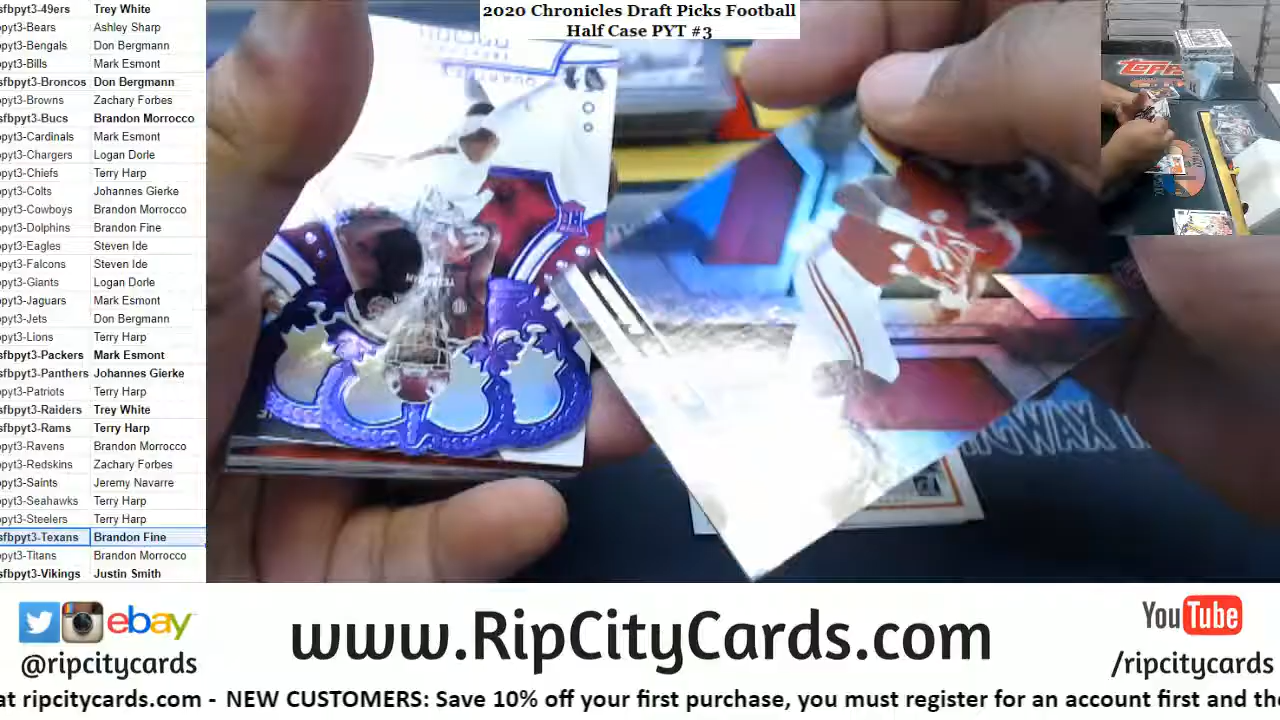 2020 Chronicles Draft Picks Football
Half Case PYT #3
sfbpyt3-49ers Trey White
pyt3-Bears Ashley Sharp
pyt3-Bengals Don Bergmann
pyt3-Bills Mark Esmont
sfbpyt3-Broncos Don Bergmann
pyt3-Browns Zachary Forbes
sfbpyt3-Bucs Brandon Morrocco
pyt3-Cardinals Mark Esmont
pyt3-Chargers Logan Dorle
pyt3-Chiefs Terry Harp
pyt3-Colts Johannes Gierke
pyt3-Cowboys Brandon Morrocco
pyt3-Dolphins Brandon Fine
pyt3-Eagles Steven Ide
pyt3-Falcons Steven Ide
pyt3-Giants Logan Dorle
pyt3-Jaguars Mark Esmont
pyt3-Jets Don Bergmann
pyt3-Lions Terry Harp
sfbpyt3-Packers Mark Esmont
sfbpyt3-Panthers Johannes Gierke
pyt3-Patriots Terry Harp
sfbpyt3-Raiders Trey White
sfbpyt3-Rams Terry Harp
pyt3-Ravens Brandon Morrocco
pyt3-Redskins Zachary Forbes
pyt3-Saints Jeremy Navarre
pyt3-Seahawks Terry Harp
pyt3-Steelers Terry Harp
sfbpyt3-Texans Brandon Fine
pyt3-Titans Brandon Morrocco
sfbpyt3-Vikings Justin Smith
Topps
ebay
@ripcitycards
www.RipCityCards.com
YouTube
/ripcitycards
at ripcitycards.com - NEW CUSTOMERS: Save 10% off your first purchase, you must register for an account first and the